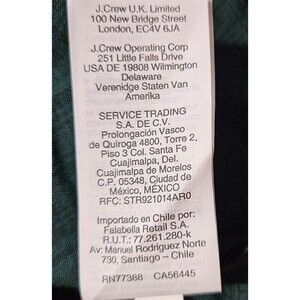 J.Crew U.K. Limited
100 New Bridge Street
London, EC4V 6JA
J.Crew Operating Corp
251 Little Falls Drive
USA DE 19808 Wilmington
Delaware
Verenidge Staten Van
Amerika
SERVICE TRADING
S.A. DE C.V.
Prolongación Vasco
de Quiroga 4800, Torre 2,
Piso 3 Col. Santa Fe
Cuajimalpa, Del.
Cuajimalpa de Morelos
C.P. 05348, Ciudad de
México, MÉXICO
RFC: STR921014AR0
Importado en Chile por:
Falabella Retail S.A.
R.U.T.: 77.261.280-k
Av: Manuel Rodriguez Norte
730, Santiago - Chile
RN77388 CA56445